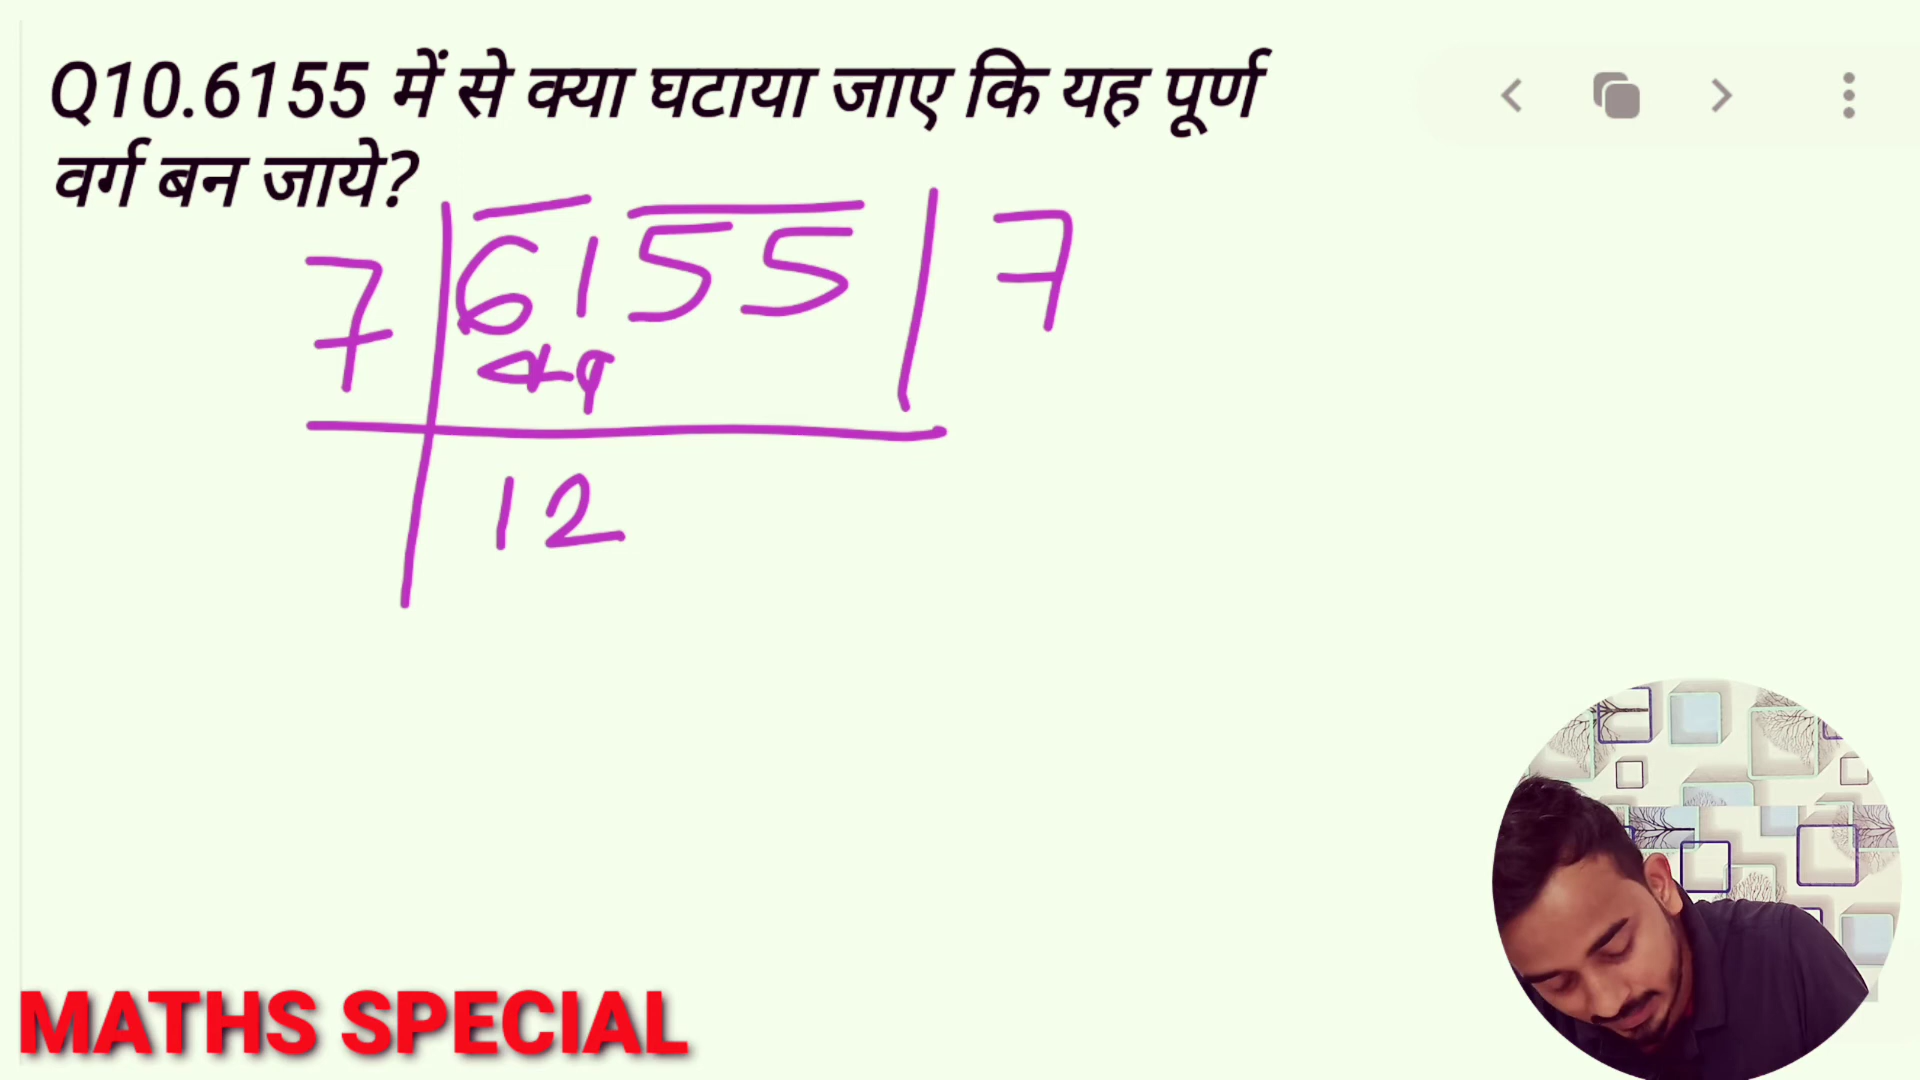 Q10.6155 में से क्या घटाया जाए कि यह पूर्ण
वर्ग बन जाये?
7 | 6155 | 7
49
12
MATHS SPECIAL